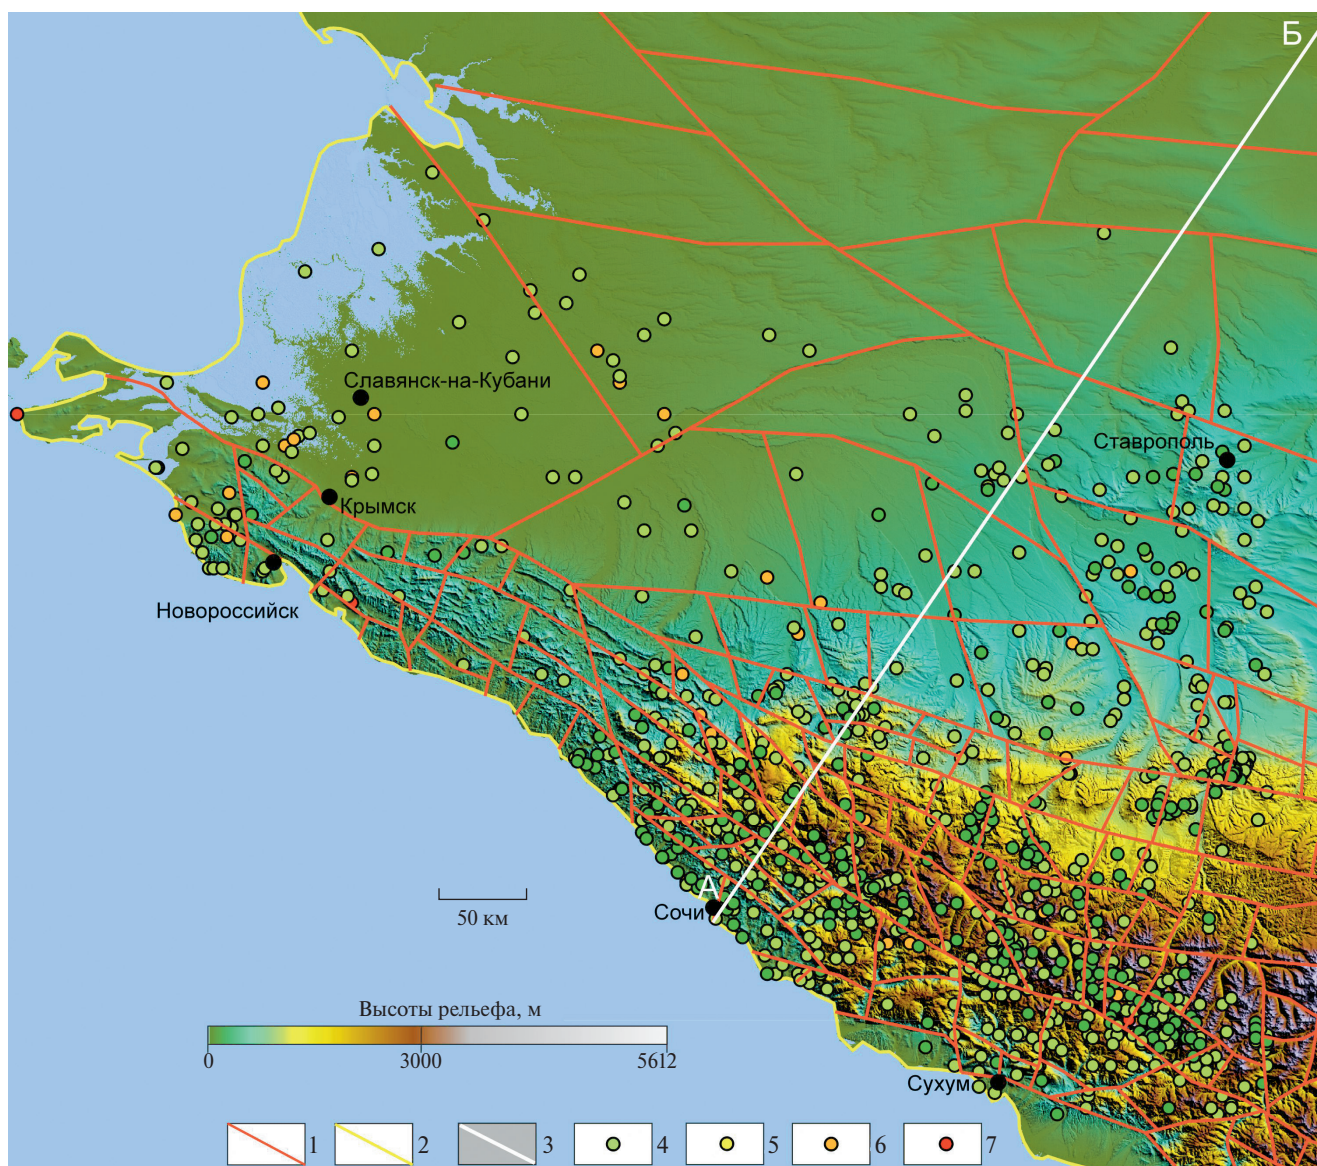 Б
Славянск-на-Кубани
Ставрополь
Крымск
Новороссийск
А
Сочи
50 км
Высоты рельефа, м
0 3000 5612
Сухум
1 2 3 4 5 6 7